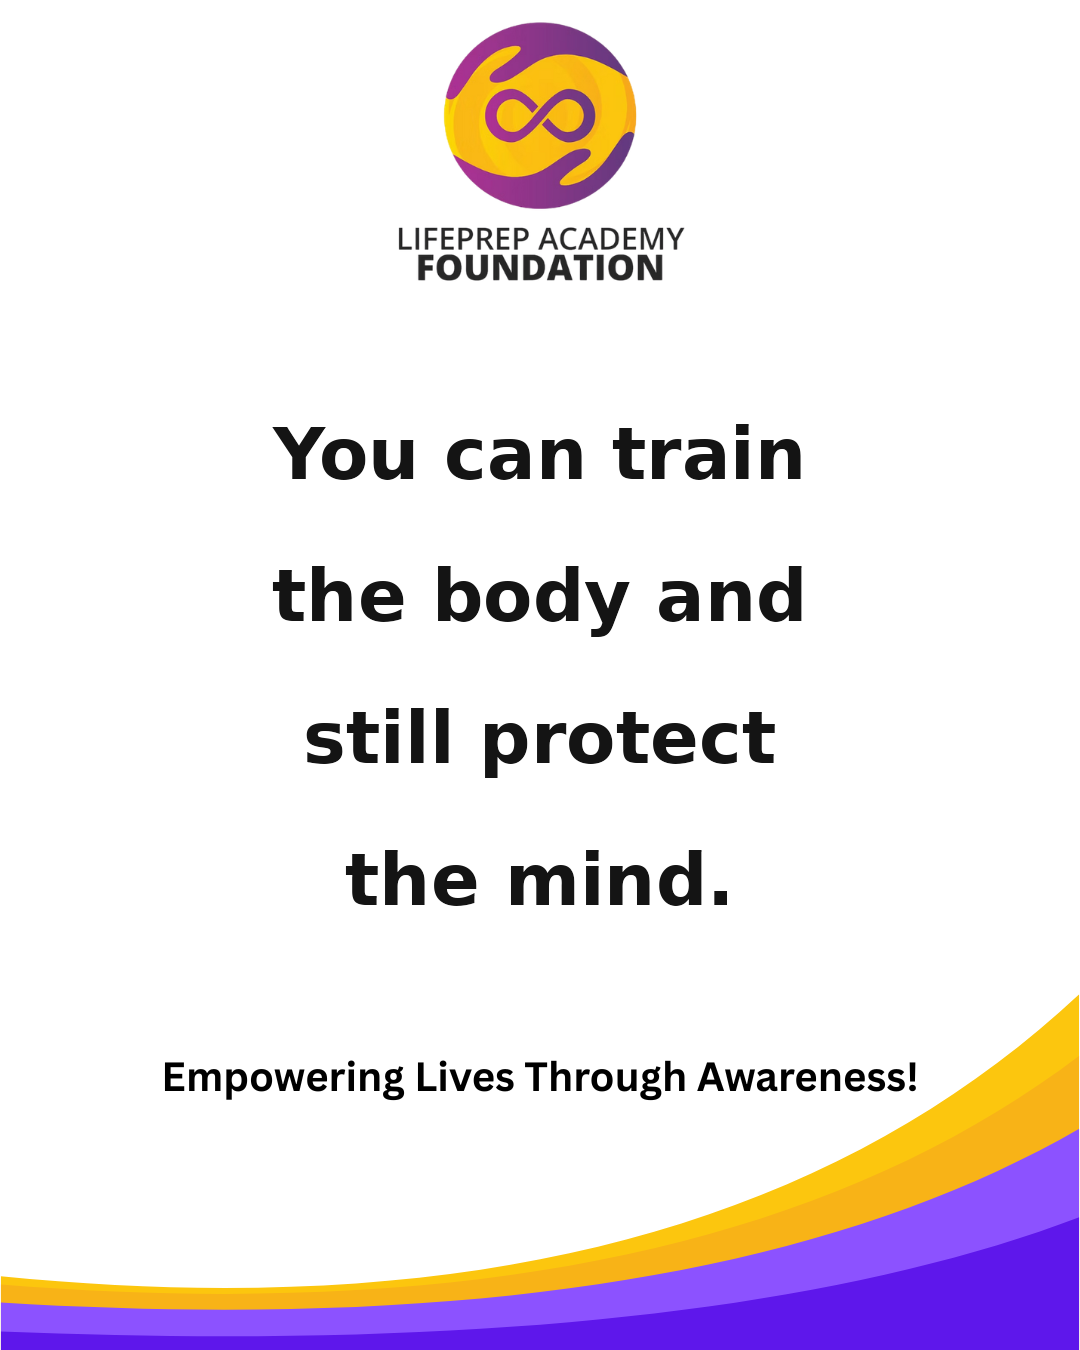 LIFEPREP ACADEMY
FOUNDATION
You can train
the body and
still protect
the mind.
Empowering Lives Through Awareness!